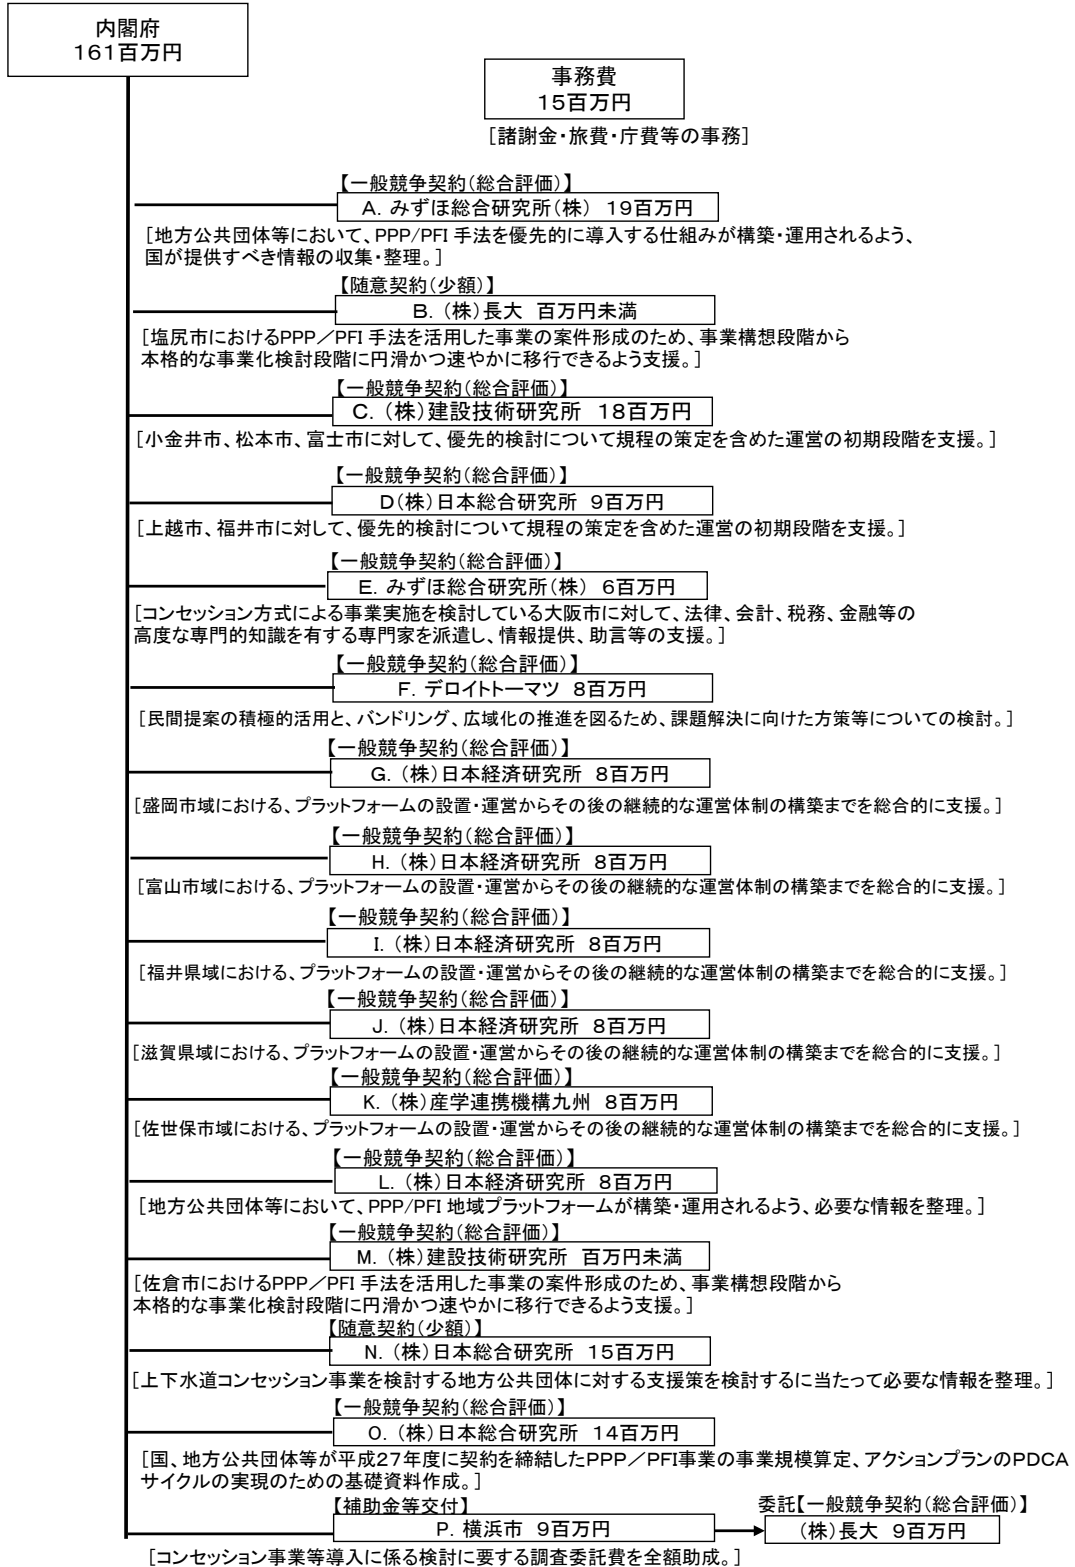 内閣府
161百万円
事務費
15百万円
[諸謝金・旅費・庁費等の事務]
【一般競争契約(総合評価)】
A. みずほ総合研究所(株) 19百万円
[地方公共団体等において、PPP/PFI 手法を優先的に導入する仕組みが構築・運用されるよう、
国が提供すべき情報の収集・整理。]
【随意契約(少額)】
B. (株)長大 百万円未満
[塩尻市におけるPPP／PFI 手法を活用した事業の案件形成のため、事業構想段階から
本格的な事業化検討段階に円滑かつ速やかに移行できるよう支援。]
【一般競争契約(総合評価)】
C. (株)建設技術研究所 18百万円
[小金井市、松本市、富士市に対して、優先的検討について規程の策定を含めた運営の初期段階を支援。]
【一般競争契約(総合評価)】
D(株)日本総合研究所 9百万円
[上越市、福井市に対して、優先的検討について規程の策定を含めた運営の初期段階を支援。]
【一般競争契約(総合評価)】
E. みずほ総合研究所(株) 6百万円
[コンセッション方式による事業実施を検討している大阪市に対して、法律、会計、税務、金融等の
高度な専門的知識を有する専門家を派遣し、情報提供、助言等の支援。]
【一般競争契約(総合評価)】
F. デロイトトーマツ 8百万円
[民間提案の積極的活用と、バンドリング、広域化の推進を図るため、課題解決に向けた方策等についての検討。]
【一般競争契約(総合評価)】
G. (株)日本経済研究所 8百万円
[盛岡市域における、プラットフォームの設置・運営からその後の継続的な運営体制の構築までを総合的に支援。]
【一般競争契約(総合評価)】
H. (株)日本経済研究所 8百万円
[富山市域における、プラットフォームの設置・運営からその後の継続的な運営体制の構築までを総合的に支援。]
【一般競争契約(総合評価)】
I. (株)日本経済研究所 8百万円
[福井県域における、プラットフォームの設置・運営からその後の継続的な運営体制の構築までを総合的に支援。]
【一般競争契約(総合評価)】
J. (株)日本経済研究所 8百万円
[滋賀県域における、プラットフォームの設置・運営からその後の継続的な運営体制の構築までを総合的に支援。]
【一般競争契約(総合評価)】
K. (株)産学連携機構九州 8百万円
[佐世保市域における、プラットフォームの設置・運営からその後の継続的な運営体制の構築までを総合的に支援。]
【一般競争契約(総合評価)】
L. (株)日本経済研究所 8百万円
[地方公共団体等において、PPP/PFI 地域プラットフォームが構築・運用されるよう、必要な情報を整理。]
【一般競争契約(総合評価)】
M. (株)建設技術研究所 百万円未満
[佐倉市におけるPPP／PFI 手法を活用した事業の案件形成のため、事業構想段階から
本格的な事業化検討段階に円滑かつ速やかに移行できるよう支援。]
【随意契約(少額)】
N. (株)日本総合研究所 15百万円
[上下水道コンセッション事業を検討する地方公共団体に対する支援策を検討するに当たって必要な情報を整理。]
【一般競争契約(総合評価)】
O. (株)日本総合研究所 14百万円
[国、地方公共団体等が平成27年度に契約を締結したPPP／PFI事業の事業規模算定、アクションプランのPDCA
サイクルの実現のための基礎資料作成。]
【補助金等交付】
P. 横浜市 9百万円
委託【一般競争契約(総合評価)】
(株)長大 9百万円
[コンセッション事業等導入に係る検討に要する調査委託費を全額助成。]